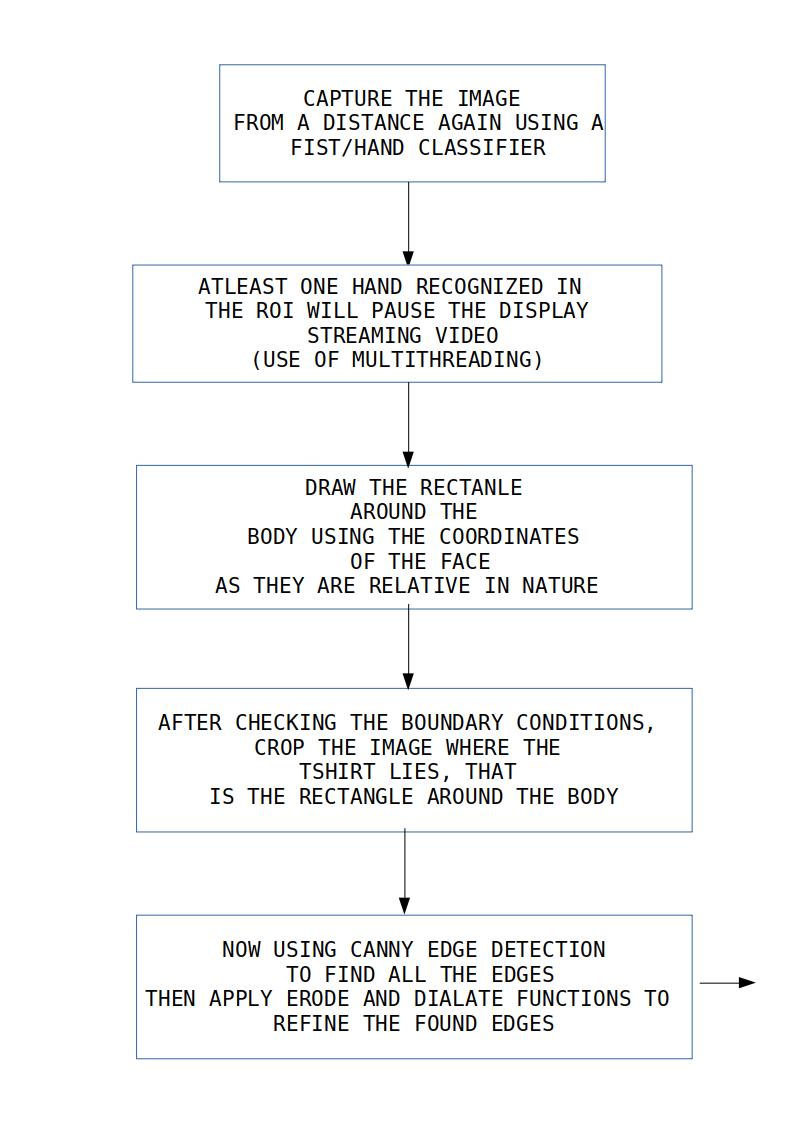 CAPTURE THE IMAGE
FROM A DISTANCE AGAIN USING A
FIST/HAND CLASSIFIER
ATLEAST ONE HAND RECOGNIZED IN
THE ROI WILL PAUSE THE DISPLAY
STREAMING VIDEO
(USE OF MULTITHREADING)
DRAW THE RECTANLE
AROUND THE
BODY USING THE COORDINATES
OF THE FACE
AS THEY ARE RELATIVE IN NATURE
AFTER CHECKING THE BOUNDARY CONDITIONS,
CROP THE IMAGE WHERE THE
TSHIRT LIES, THAT
IS THE RECTANGLE AROUND THE BODY
NOW USING CANNY EDGE DETECTION
TO FIND ALL THE EDGES
THEN APPLY ERODE AND DIALATE FUNCTIONS TO
REFINE THE FOUND EDGES